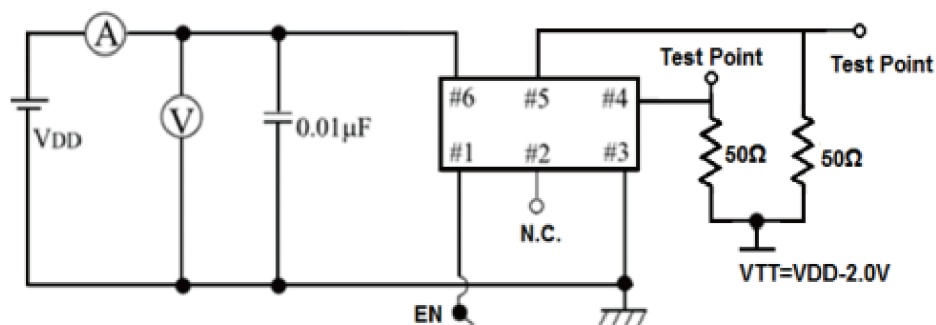 A
Test Point
Test Point
#6 #5 #4
VDD
V
0.01μF
#1 #2 #3
50Ω
50Ω
N.C.
VTT=VDD-2.0V
EN